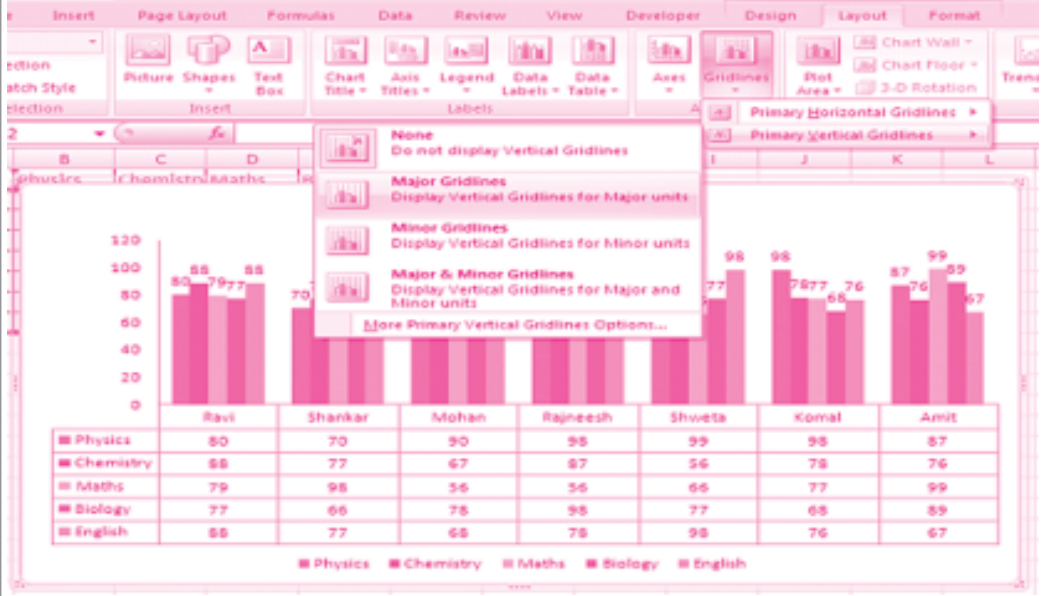 Insert Page Layout Formulas Data Review View Developer Design Layout Format
Picture Shapes Text Box
Chart Title Axis Titles Legend Data Labels Data Table
Axes Gridlines
Plot Area
Chart Wall
Chart Floor
3-D Rotation
ection
atch Style
election
Insert
Labels
A
Primary Horizontal Gridlines
Primary Vertical Gridlines
2 fx
B C D I J K L
Physics Chemistry Maths
None
Do not display Vertical Gridlines
Major Gridlines
Display Vertical Gridlines for Major units
Minor Gridlines
Display Vertical Gridlines for Minor units
Major & Minor Gridlines
Display Vertical Gridlines for Major and
Minor units
More Primary Vertical Gridlines Options...
120
100
80
60
40
20
0
80 88 79 77 88
70
77 98
98 78 77 68 76
87 76 99 89 67
Ravi Shankar Mohan Rajneesh Shweta Komal Amit
Physics 80 70 90 98 99 98 87
Chemistry 88 77 67 87 56 78 76
Maths 79 98 56 56 66 77 99
Biology 77 66 78 98 77 68 89
English 88 77 68 78 98 76 67
Physics Chemistry Maths Biology English